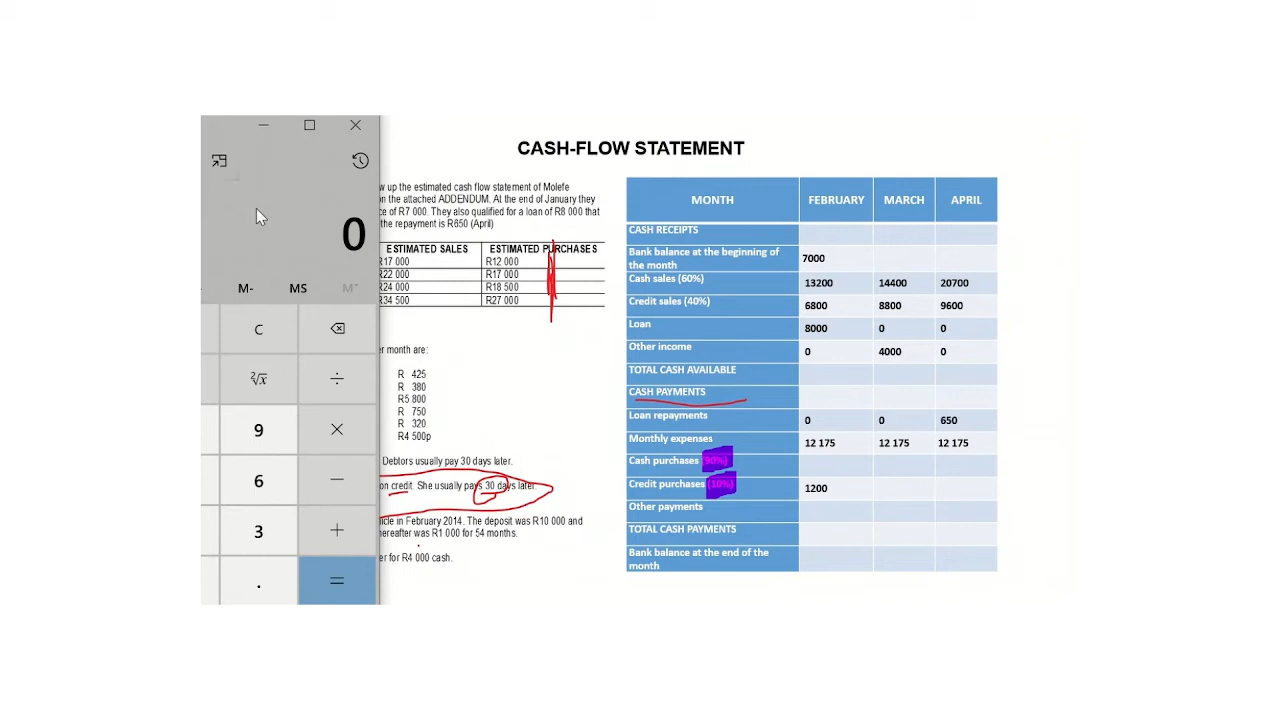 CASH-FLOW STATEMENT
w up the estimated cash flow statement of Molefe
n the attached ADDENDUM. At the end of January they
ce of R7 000. They also qualified for a loan of R8 000 that
the repayment is R650 (April)
ESTIMATED SALES ESTIMATED PURCHASES
R17 000 R12 000
R22 000 R17 000
R24 000 R18 500
R34 500 R27 000
er month are:
R 425
R 380
R5 800
R 750
R 320
R4 500p
Debtors usually pay 30 days later.
on credit. She usually pays 30 days later.
icle in February 2014. The deposit was R10 000 and
hereafter was R1 000 for 54 months.
er for R4 000 cash.
0
M- MS M˅
C
²√x ÷
9 ×
6 −
3 +
. =
MONTH FEBRUARY MARCH APRIL
CASH RECEIPTS
Bank balance at the beginning of
the month 7000
Cash sales (60%) 13200 14400 20700
Credit sales (40%) 6800 8800 9600
Loan 8000 0 0
Other income 0 4000 0
TOTAL CASH AVAILABLE
CASH PAYMENTS
Loan repayments 0 0 650
Monthly expenses 12 175 12 175 12 175
Cash purchases (90%)
Credit purchases (10%) 1200
Other payments
TOTAL CASH PAYMENTS
Bank balance at the end of the
month